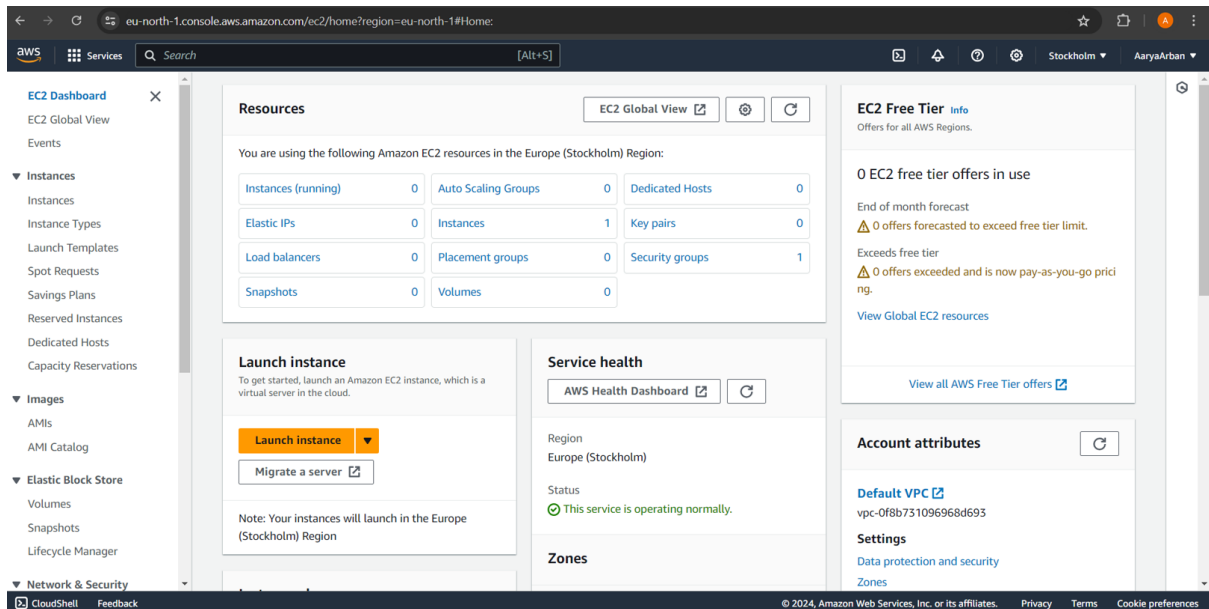 eu-north-1.console.aws.amazon.com/ec2/home?region=eu-north-1#Home:
A
aws
Services
Search
[Alt+S]
Stockholm
AaryaArban
EC2 Dashboard
EC2 Global View
Events
Instances
Instances
Instance Types
Launch Templates
Spot Requests
Savings Plans
Reserved Instances
Dedicated Hosts
Capacity Reservations
Images
AMIs
AMI Catalog
Elastic Block Store
Volumes
Snapshots
Lifecycle Manager
Network & Security
Resources
EC2 Global View
You are using the following Amazon EC2 resources in the Europe (Stockholm) Region:
Instances (running) 0
Auto Scaling Groups 0
Dedicated Hosts 0
Elastic IPs 0
Instances 1
Key pairs 0
Load balancers 0
Placement groups 0
Security groups 1
Snapshots 0
Volumes 0
Launch instance
To get started, launch an Amazon EC2 instance, which is a
virtual server in the cloud.
Launch instance
Migrate a server
Note: Your instances will launch in the Europe
(Stockholm) Region
Service health
AWS Health Dashboard
Region
Europe (Stockholm)
Status
This service is operating normally.
Zones
EC2 Free Tier Info
Offers for all AWS Regions.
0 EC2 free tier offers in use
End of month forecast
0 offers forecasted to exceed free tier limit.
Exceeds free tier
0 offers exceeded and is now pay-as-you-go prici
ng.
View Global EC2 resources
View all AWS Free Tier offers
Account attributes
Default VPC
vpc-0f8b731096968d693
Settings
Data protection and security
Zones
CloudShell
Feedback
© 2024, Amazon Web Services, Inc. or its affiliates.
Privacy
Terms
Cookie preferences